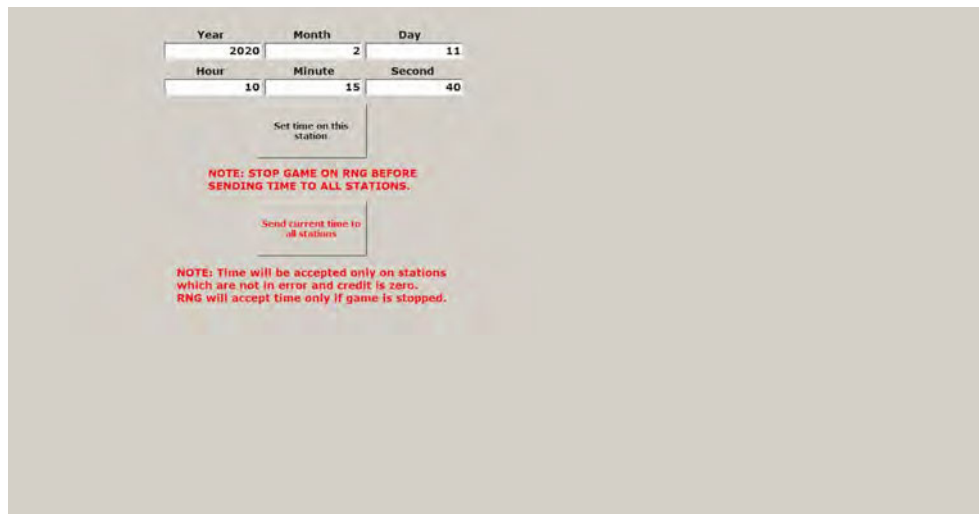 Year Month Day
2020 2 11
Hour Minute Second
10 15 40
Set time on this
station
NOTE: STOP GAME ON RNG BEFORE
SENDING TIME TO ALL STATIONS.
Send current time to
all stations
NOTE: Time will be accepted only on stations
which are not in error and credit is zero.
RNG will accept time only if game is stopped.